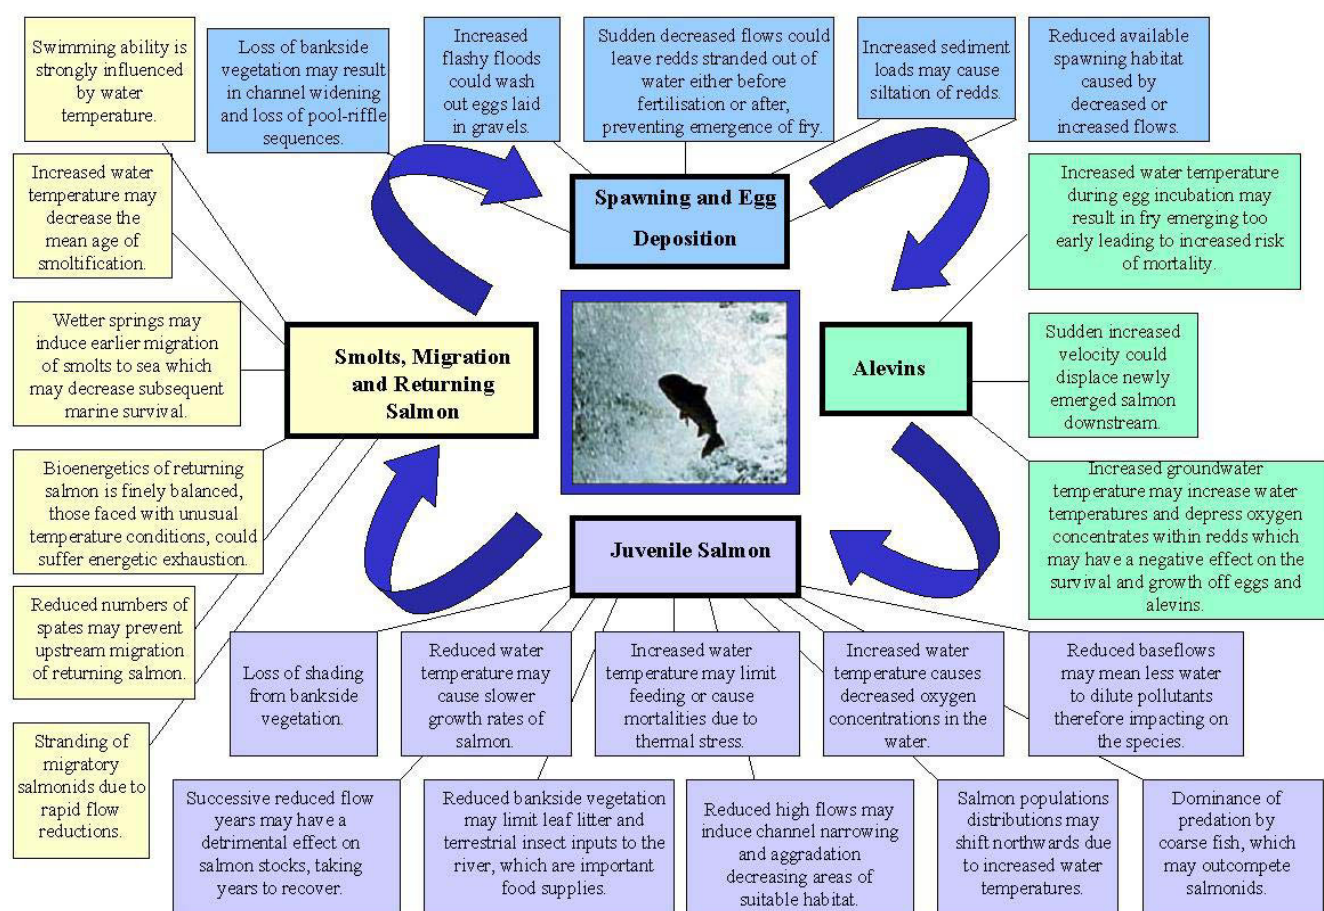 Swimming ability is
strongly influenced
by water
temperature.
Loss of bankside
vegetation may result
in channel widening
and loss of pool-riffle
sequences.
Increased
flashy floods
could wash
out eggs laid
in gravels.
Sudden decreased flows could
leave redds stranded out of
water either before
fertilisation or after,
preventing emergence of fry.
Increased sediment
loads may cause
siltation of redds.
Reduced available
spawning habitat
caused by
decreased or
increased flows.
Increased water
temperature may
decrease the
mean age of
smoltification.
Spawning and Egg
Deposition
Increased water temperature
during egg incubation may
result in fry emerging too
early leading to increased risk
of mortality.
Wetter springs may
induce earlier migration
of smolts to sea which
may decrease subsequent
marine survival.
Smolts, Migration
and Returning
Salmon
Alevins
Sudden increased
velocity could
displace newly
emerged salmon
downstream.
Bioenergetics of returning
salmon is finely balanced,
those faced with unusual
temperature conditions, could
suffer energetic exhaustion.
Increased groundwater
temperature may increase water
temperatures and depress oxygen
concentrates within redds which
may have a negative effect on the
survival and growth off eggs and
alevins.
Juvenile Salmon
Reduced numbers of
spates may prevent
upstream migration
of returning salmon.
Loss of shading
from bankside
vegetation.
Reduced water
temperature may
cause slower
growth rates of
salmon.
Increased water
temperature may limit
feeding or cause
mortalities due to
thermal stress.
Increased water
temperature causes
decreased oxygen
concentrations in the
water.
Reduced baseflows
may mean less water
to dilute pollutants
therefore impacting on
the species.
Stranding of
migratory
salmonids due to
rapid flow
reductions.
Successive reduced flow
years may have a
detrimental effect on
salmon stocks, taking
years to recover.
Reduced bankside vegetation
may limit leaf litter and
terrestrial insect inputs to the
river, which are important
food supplies.
Reduced high flows may
induce channel narrowing
and aggradation
decreasing areas of
suitable habitat.
Salmon populations
distributions may
shift northwards due
to increased water
temperatures.
Dominance of
predation by
coarse fish, which
may outcompete
salmonids.